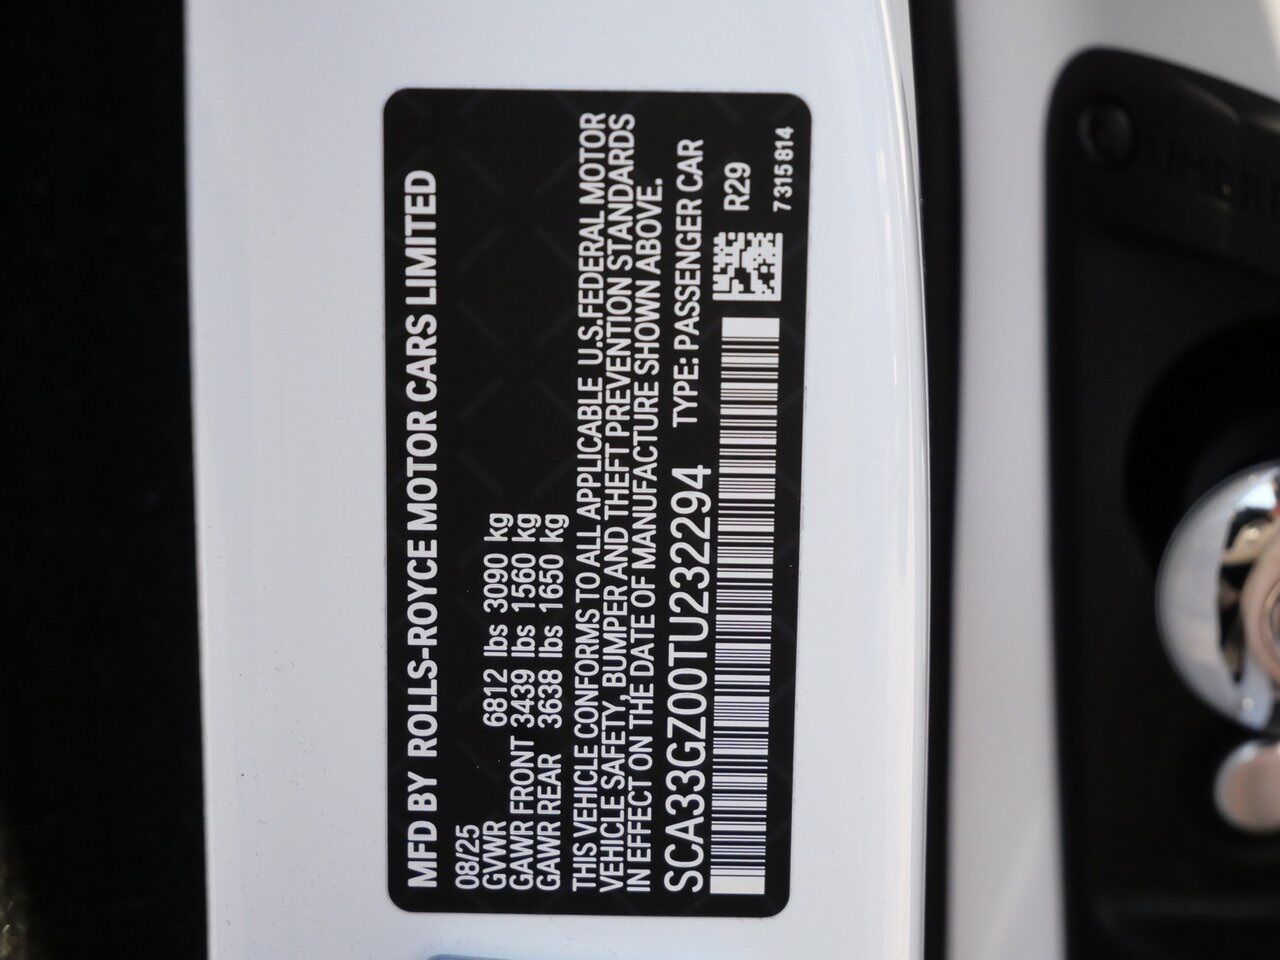 MFD BY ROLLS-ROYCE MOTOR CARS LIMITED
08/25
GVWR 6812 lbs 3090 kg
GAWR FRONT 3439 lbs 1560 kg
GAWR REAR 3638 lbs 1650 kg
THIS VEHICLE CONFORMS TO ALL APPLICABLE U.S.FEDERAL MOTOR
VEHICLE SAFETY, BUMPER AND THEFT PREVENTION STANDARDS
IN EFFECT ON THE DATE OF MANUFACTURE SHOWN ABOVE.
SCA33GZ00TU232294 TYPE: PASSENGER CAR
R29
7315814